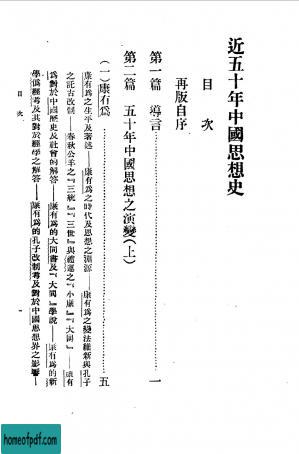 近五十年中國思想史
目次
再版自序
第一篇 導言……一
第二篇 五十年中國思想之演變(上)
(一)康有爲……五
康有爲之生平及著述——康有爲之時代及思想之淵源——康有爲之變法維新與孔子
之託古改制——春秋公羊之『三統』『三世』與禮運之『小康』『大同』——康有
爲對於中國歷史及社會的解答——康有爲的大同書及『大同』學說——康有爲的新
學僞經考及其對於經學之解答——康有爲的孔子改制考及對於中國思想界之影響——
目次
一
homeofpdf.com